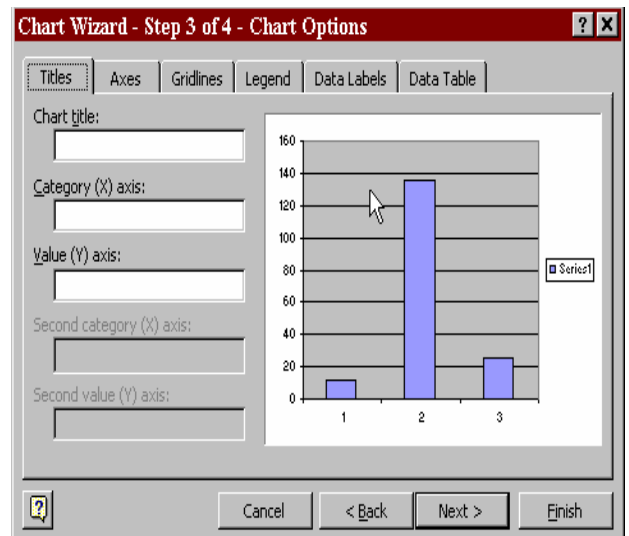 Chart Wizard - Step 3 of 4 - Chart Options ? X
Titles Axes Gridlines Legend Data Labels Data Table
Chart title:
Category (X) axis:
Value (Y) axis:
Second category (X) axis:
Second value (Y) axis:
160
140
120
100
80
60
40
20
0
1 2 3
Series1
? Cancel < Back Next > Finish